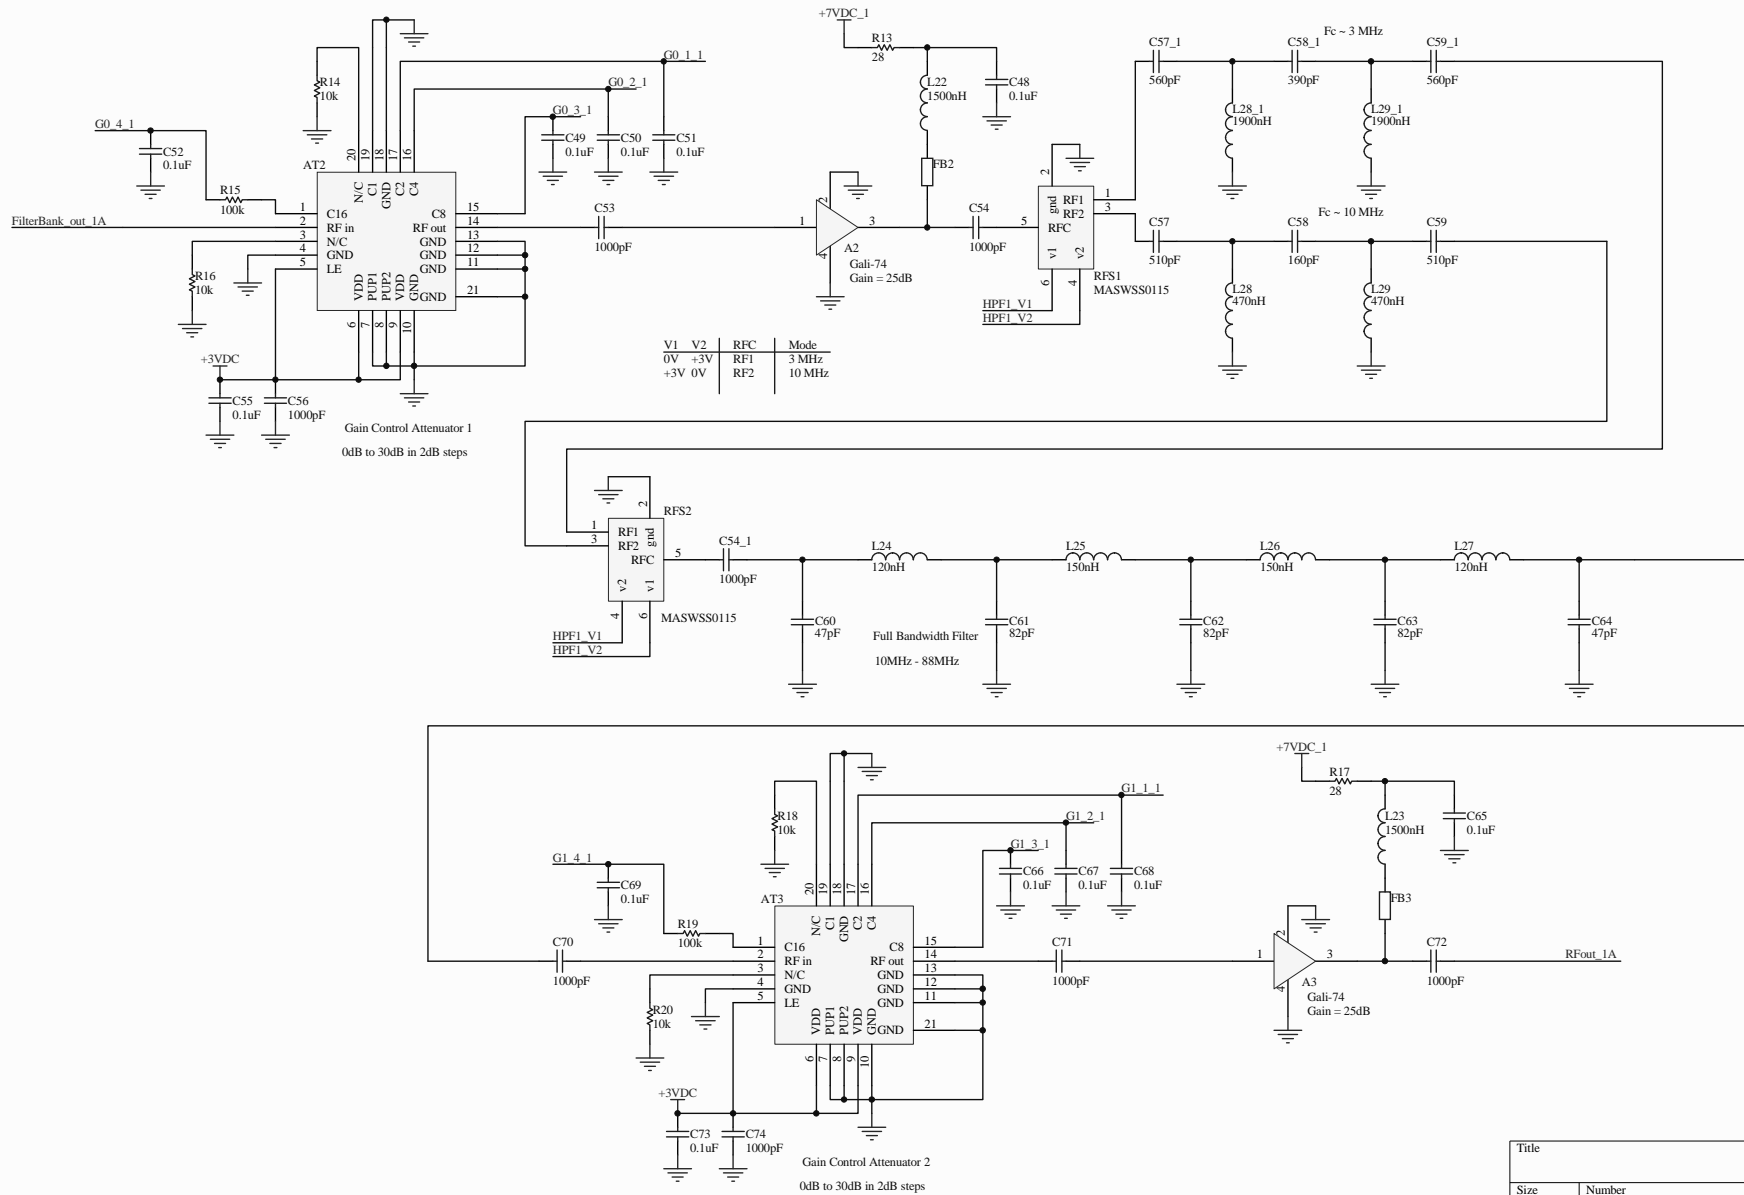 +7VDC_1
R13
28
C57_1
560pF
Fc ~ 3 MHz
C58_1
390pF
C59_1
560pF
R14
10k
G0_1_1
G0_2_1
G0_3_1
G0_4_1
L22
1500nH
C48
0.1uF
L28_1
1900nH
L29_1
1900nH
C52
0.1uF
C49
0.1uF
C50
0.1uF
C51
0.1uF
FB2
AT2
20
19
18
17
16
N/C
C1
GND
C2
C4
R15
100k
1
C16
2
RF in
3
N/C
4
GND
5
LE
C8
15
RF out
14
GND
13
GND
12
GND
11
GND
21
VDD
PUP1
PUP2
VDD
GND
6
7
8
9
10
FilterBank_out_1A
R16
10k
C53
1000pF
1
2
3
4
A2
Gali-74
Gain = 25dB
C54
1000pF
2
gnd
RF1
1
RF2
3
5
RFC
v1
v2
6
4
RFS1
MASWSS0115
HPF1_V1
HPF1_V2
Fc ~ 10 MHz
C57
510pF
C58
160pF
C59
510pF
L28
470nH
L29
470nH
V1 V2 RFC Mode
0V +3V RF1 3 MHz
+3V 0V RF2 10 MHz
+3VDC
C55
0.1uF
C56
1000pF
Gain Control Attenuator 1
0dB to 30dB in 2dB steps
RFS2
2
1
RF1
gnd
3
RF2
RFC
5
v2
v1
4
6
MASWSS0115
HPF1_V1
HPF1_V2
C54_1
1000pF
L24
120nH
L25
150nH
L26
150nH
L27
120nH
C60
47pF
C61
82pF
C62
82pF
C63
82pF
C64
47pF
Full Bandwidth Filter
10MHz - 88MHz
+7VDC_1
R17
28
L23
1500nH
C65
0.1uF
FB3
R18
10k
G1_1_1
G1_2_1
G1_3_1
G1_4_1
C69
0.1uF
C66
0.1uF
C67
0.1uF
C68
0.1uF
AT3
20
19
18
17
16
N/C
C1
GND
C2
C4
R19
100k
C70
1000pF
1
C16
2
RF in
3
N/C
4
GND
5
LE
C8
15
RF out
14
GND
13
GND
12
GND
11
GND
21
VDD
PUP1
PUP2
VDD
GND
6
7
8
9
10
R20
10k
C71
1000pF
1
2
3
4
A3
Gali-74
Gain = 25dB
C72
1000pF
RFout_1A
+3VDC
C73
0.1uF
C74
1000pF
Gain Control Attenuator 2
0dB to 30dB in 2dB steps
Title
Size Number